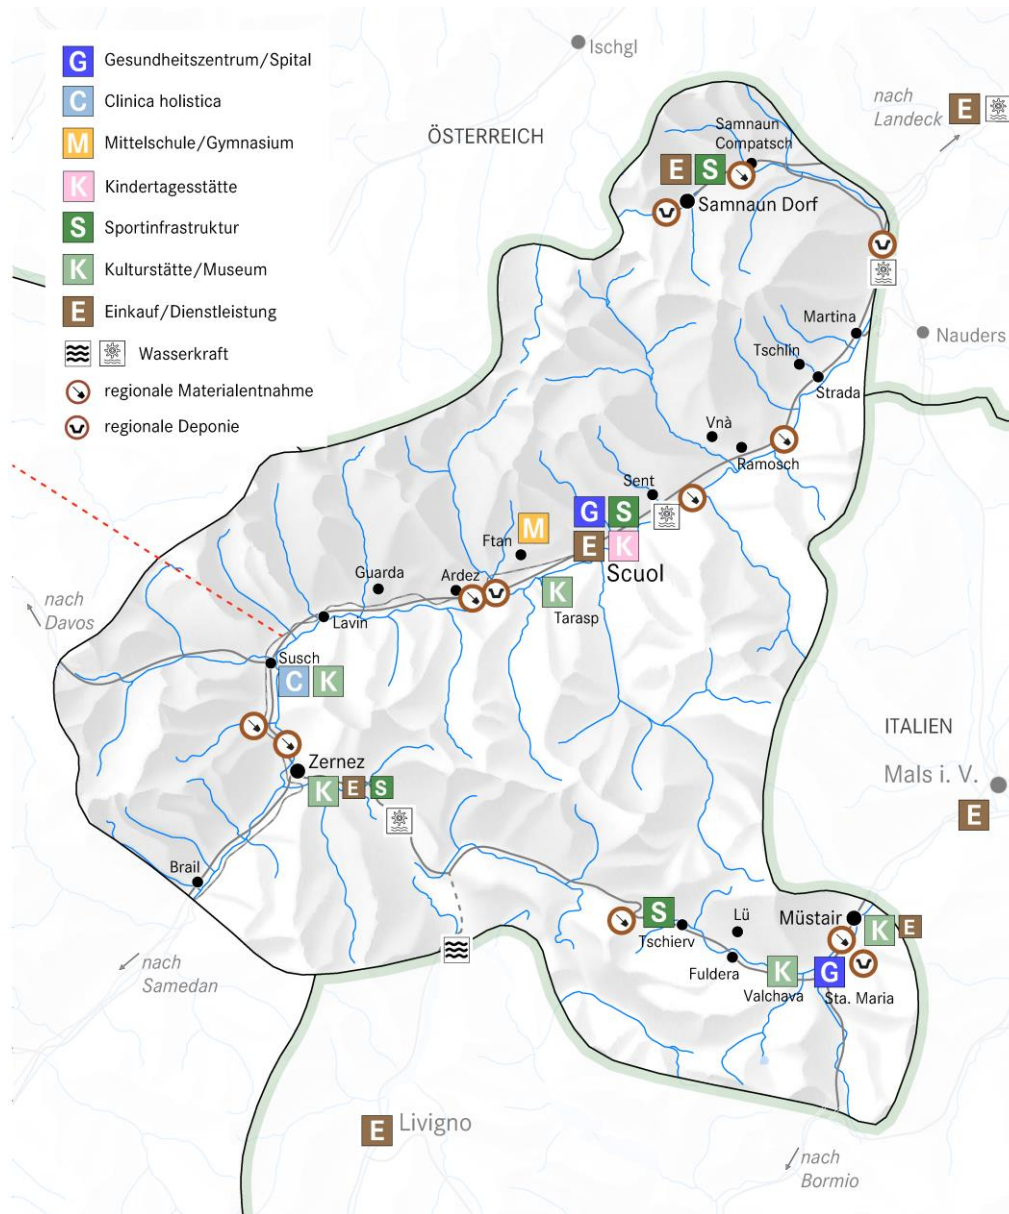 G Gesundheitszentrum/Spital
C Clinica holistica
M Mittelschule/Gymnasium
K Kindertagesstätte
S Sportinfrastruktur
K Kulturstätte/Museum
E Einkauf/Dienstleistung
Wasserkraft
regionale Materialentnahme
regionale Deponie
Ischgl
ÖSTERREICH
nach
Landeck
E
Samnaun
Compatsch
E S
Samnaun Dorf
Martina
Nauders
Tschlin
Strada
Vnà
Ramosch
Sent
G S
M
Ftan
E K
Scuol
Guarda
Ardez
K
Tarasp
Lavin
nach
Davos
Susch
C K
ITALIEN
Zernez
K E S
Mals i. V.
E
Brail
S
Tschierv
Lü
Müstair
K E
Fuldera
K
Valchava
G
Sta. Maria
nach
Samedan
E
Livigno
nach
Bormio